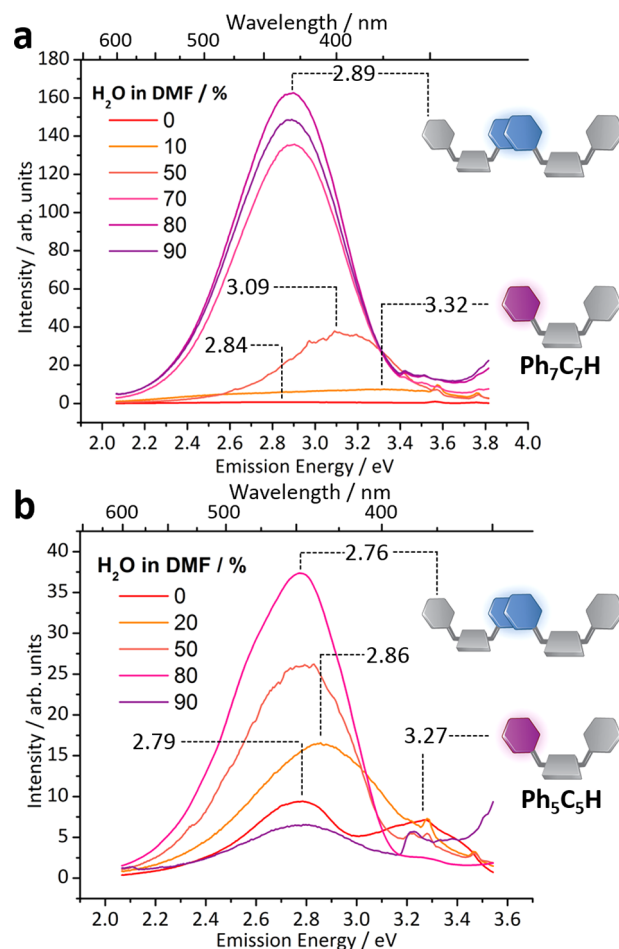 a
Wavelength / nm
600 500 400
180
160
140
120
100
80
60
40
20
0
Intensity / arb. units
H2O in DMF / %
0
10
50
70
80
90
2.89
3.09
3.32
2.84
Ph7C7H
2.0 2.2 2.4 2.6 2.8 3.0 3.2 3.4 3.6 3.8 4.0
Emission Energy / eV
b
Wavelength / nm
600 500 400
40
35
30
25
20
15
10
5
0
Intensity / arb. units
H2O in DMF / %
0
20
50
80
90
2.76
2.86
2.79
3.27
Ph5C5H
2.0 2.2 2.4 2.6 2.8 3.0 3.2 3.4 3.6
Emission Energy / eV